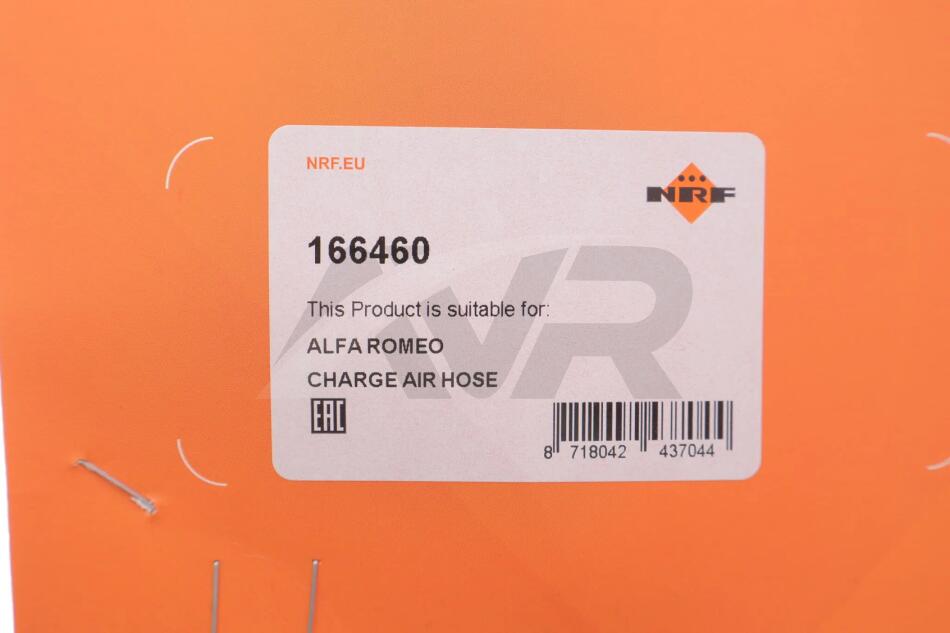 NRF.EU
NRF
166460
This Product is suitable for:
ALFA ROMEO
CHARGE AIR HOSE
EAC
8 718042 437044